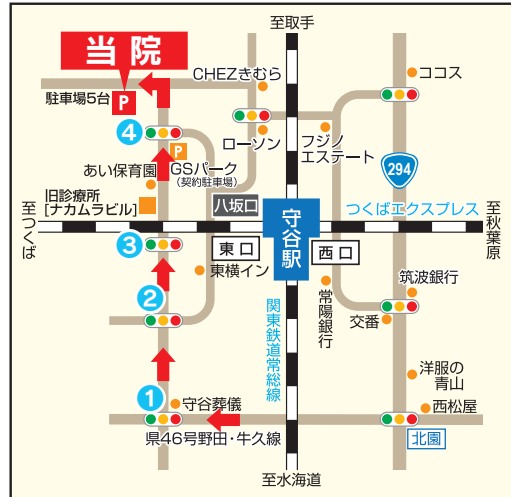 至取手
当院
CHEZきむら
ココス
駐車場5台
P
4
ローソン
フジノ
エステート
P
GSパーク
(契約駐車場)
あい保育園
294
旧診療所
[ナカムラビル]
八坂口
守谷駅
つくばエクスプレス
至つくば
至秋葉原
3
東口
西口
東横イン
筑波銀行
2
関東鉄道常総線
常陽銀行
交番
洋服の
青山
1
守谷葬儀
西松屋
県46号野田・牛久線
北園
至水海道